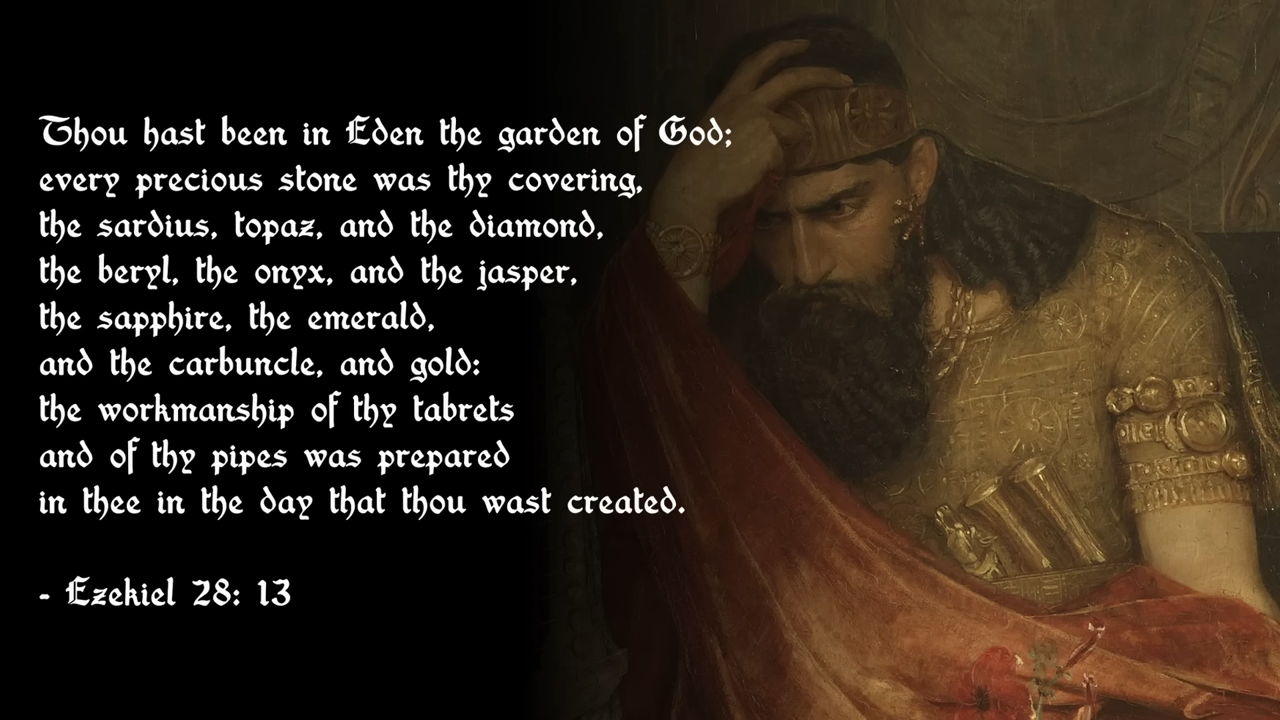 Thou hast been in Eden the garden of God;
every precious stone was thy covering,
the sardius, topaz, and the diamond,
the beryl, the onyx, and the jasper,
the sapphire, the emerald,
and the carbuncle, and gold:
the workmanship of thy tabrets
and of thy pipes was prepared
in thee in the day that thou wast created.
- Ezekiel 28: 13